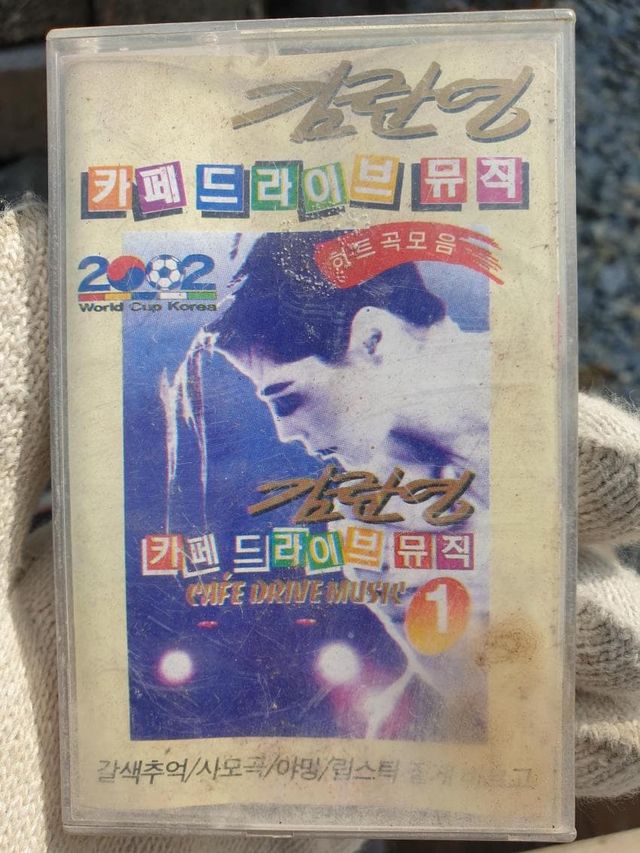 김란영
카페 드라이브 뮤직
히트곡모음
2002
World Cup Korea
김란영
카페 드라이브 뮤직
CAFÉ DRIVE MUSIC
1
갈색추억/사모곡/야밍/립스틱 짙게 바르고